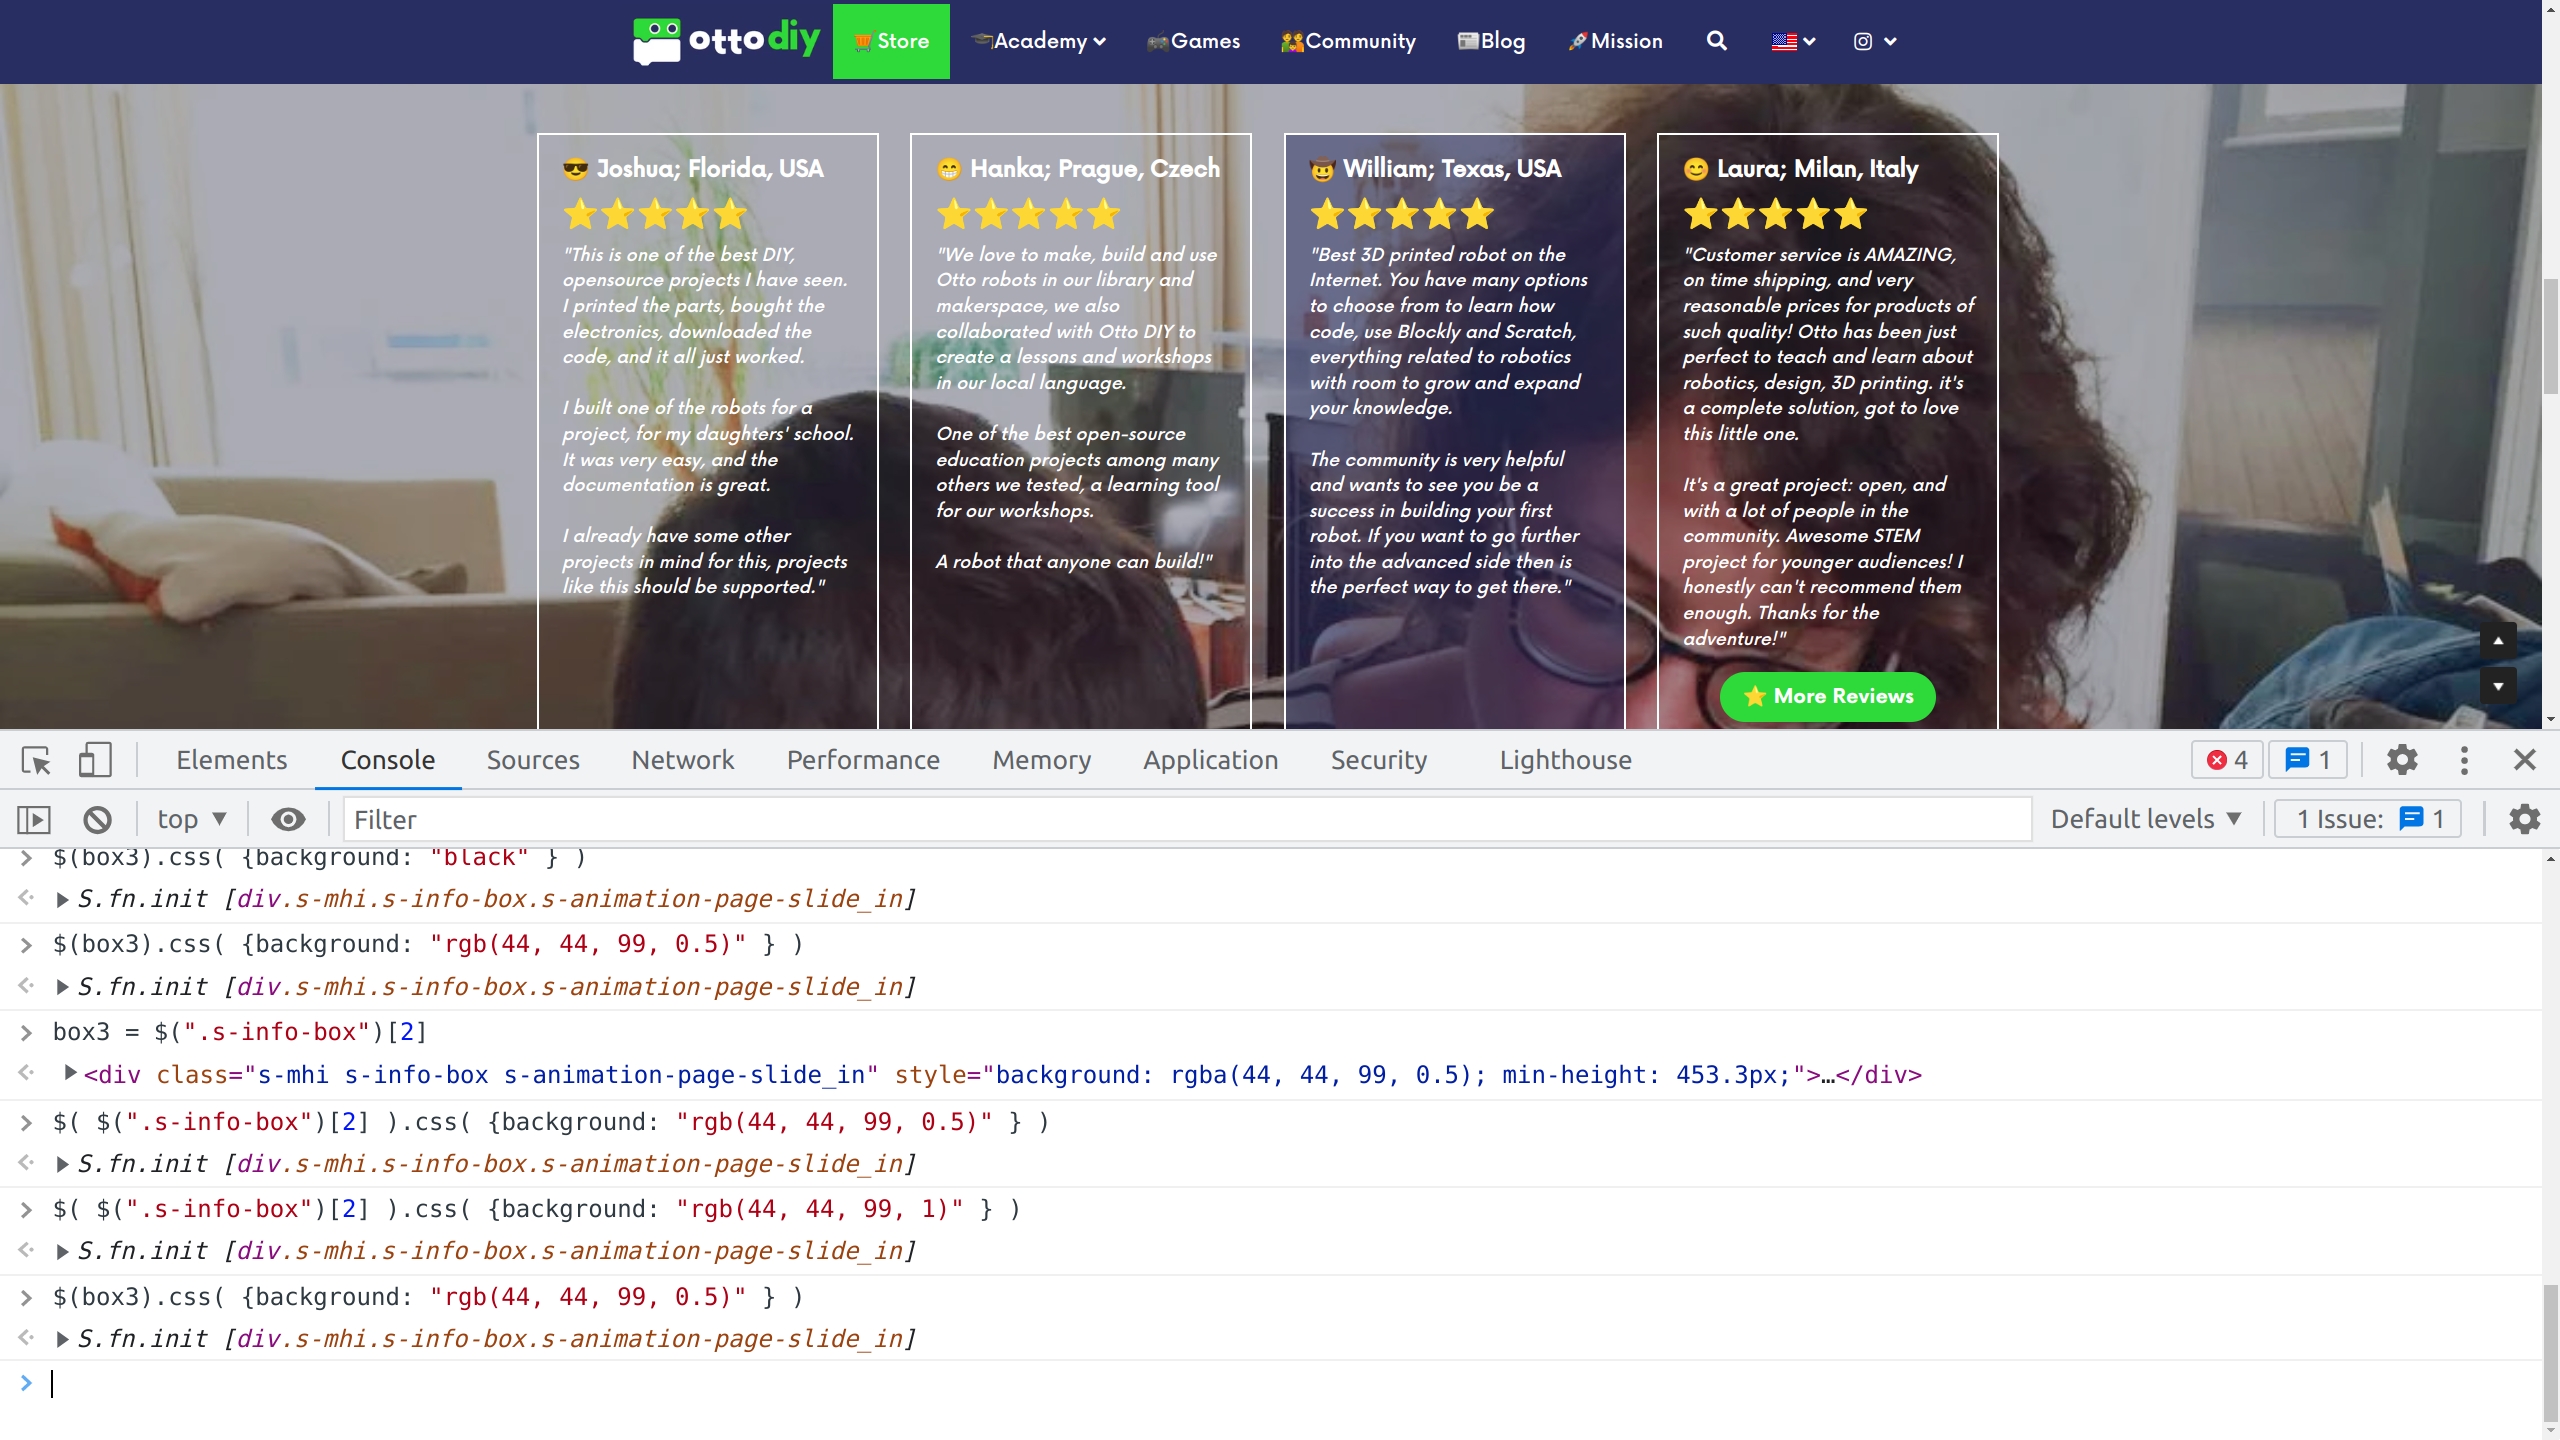 ottodiy
Store
Academy
Games
Community
Blog
Mission
Joshua; Florida, USA
"This is one of the best DIY,
opensource projects I have seen.
I printed the parts, bought the
electronics, downloaded the
code, and it all just worked.
I built one of the robots for a
project, for my daughters' school.
It was very easy, and the
documentation is great.
I already have some other
projects in mind for this, projects
like this should be supported."
Hanka; Prague, Czech
"We love to make, build and use
Otto robots in our library and
makerspace, we also
collaborated with Otto DIY to
create a lessons and workshops
in our local language.
One of the best open-source
education projects among many
others we tested, a learning tool
for our workshops.
A robot that anyone can build!"
William; Texas, USA
"Best 3D printed robot on the
Internet. You have many options
to choose from to learn how
code, use Blockly and Scratch,
everything related to robotics
with room to grow and expand
your knowledge.
The community is very helpful
and wants to see you be a
success in building your first
robot. If you want to go further
into the advanced side then is
the perfect way to get there."
Laura; Milan, Italy
"Customer service is AMAZING,
on time shipping, and very
reasonable prices for products of
such quality! Otto has been just
perfect to teach and learn about
robotics, design, 3D printing. it's
a complete solution, got to love
this little one.
It's a great project: open, and
with a lot of people in the
community. Awesome STEM
project for younger audiences! I
honestly can't recommend them
enough. Thanks for the
adventure!"
More Reviews
Elements
Console
Sources
Network
Performance
Memory
Application
Security
Lighthouse
4
1
top
Filter
Default levels
1 Issue: 1
$(box3).css( {background: "black" } )
S.fn.init [div.s-mhi.s-info-box.s-animation-page-slide_in]
$(box3).css( {background: "rgb(44, 44, 99, 0.5)" } )
S.fn.init [div.s-mhi.s-info-box.s-animation-page-slide_in]
box3 = $(".s-info-box")[2]
<div class="s-mhi s-info-box s-animation-page-slide_in" style="background: rgba(44, 44, 99, 0.5); min-height: 453.3px;">…</div>
$( $(".s-info-box")[2] ).css( {background: "rgb(44, 44, 99, 0.5)" } )
S.fn.init [div.s-mhi.s-info-box.s-animation-page-slide_in]
$( $(".s-info-box")[2] ).css( {background: "rgb(44, 44, 99, 1)" } )
S.fn.init [div.s-mhi.s-info-box.s-animation-page-slide_in]
$(box3).css( {background: "rgb(44, 44, 99, 0.5)" } )
S.fn.init [div.s-mhi.s-info-box.s-animation-page-slide_in]